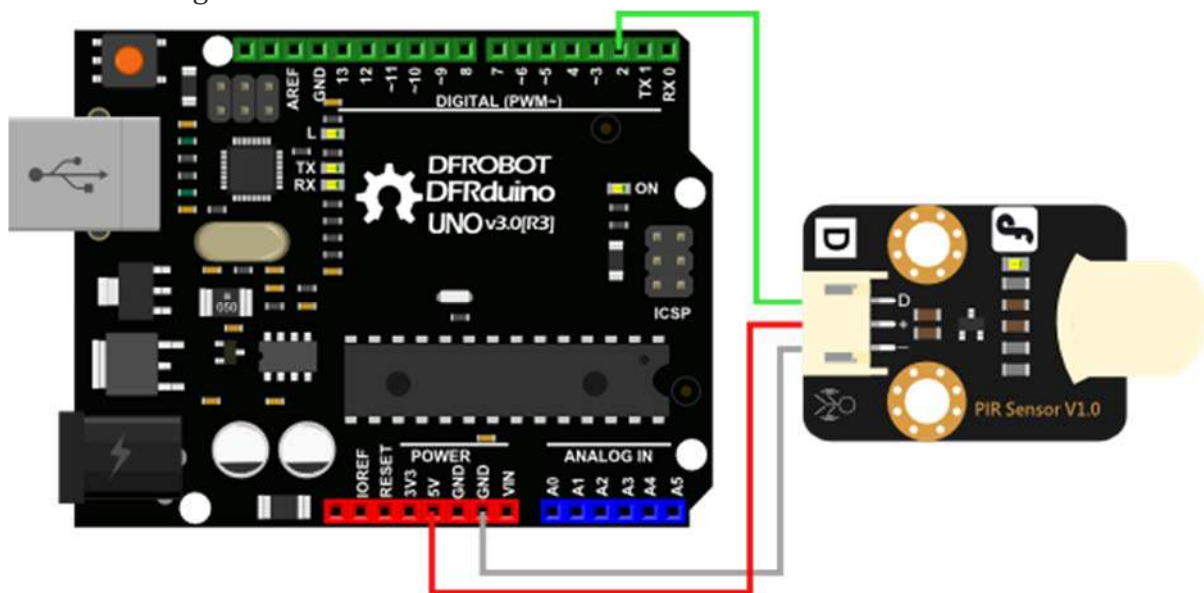 g
AREF
GND
13
12
~11
~10
~9
8
7
~6
~5
4
~3
2
TX 1
RX 0
DIGITAL (PWM~)
L
TX
RX
DFROBOT
DFRduino
UNO v3.0[R3]
ON
ICSP
050
D
D
+
−
PIR Sensor V1.0
POWER
ANALOG IN
IOREF
RESET
3V3
5V
GND
GND
VIN
A0
A1
A2
A3
A4
A5